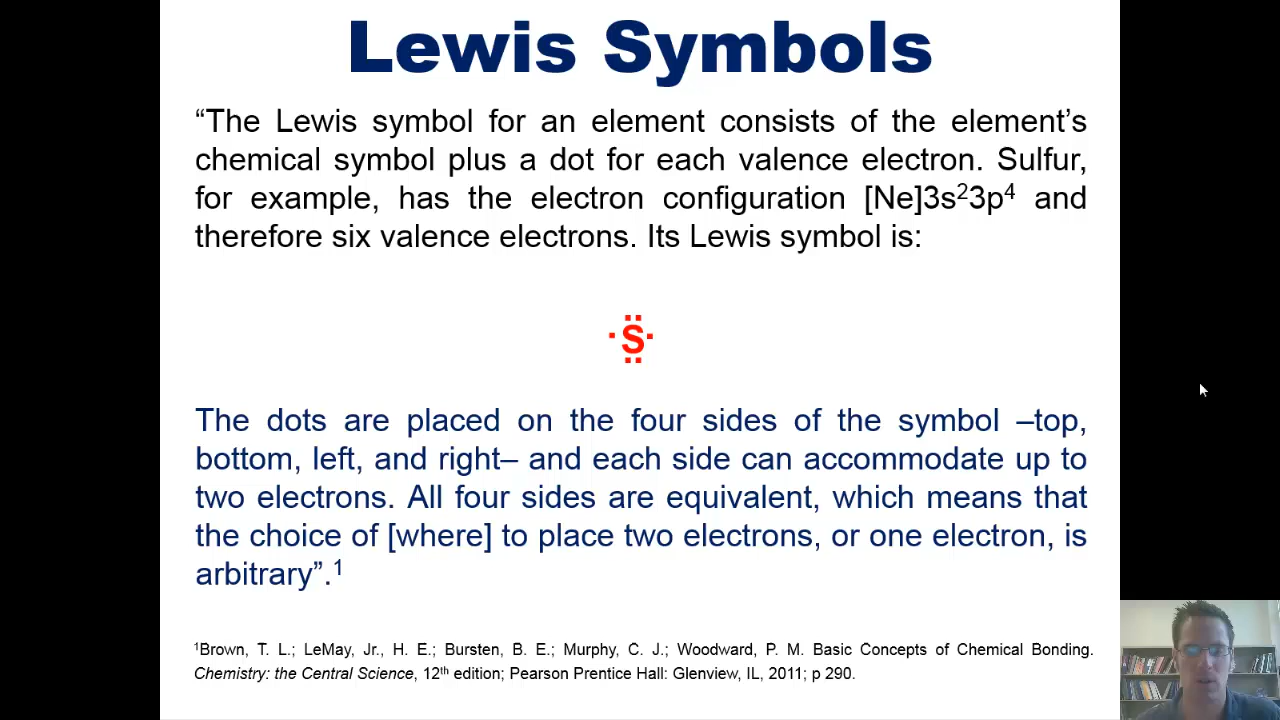 Lewis Symbols
“The Lewis symbol for an element consists of the element’s
chemical symbol plus a dot for each valence electron. Sulfur,
for example, has the electron configuration [Ne]3s²3p⁴ and
therefore six valence electrons. Its Lewis symbol is:
S
The dots are placed on the four sides of the symbol –top,
bottom, left, and right– and each side can accommodate up to
two electrons. All four sides are equivalent, which means that
the choice of [where] to place two electrons, or one electron, is
arbitrary”.¹
¹Brown, T. L.; LeMay, Jr., H. E.; Bursten, B. E.; Murphy, C. J.; Woodward, P. M. Basic Concepts of Chemical Bonding.
Chemistry: the Central Science, 12ᵗʰ edition; Pearson Prentice Hall: Glenview, IL, 2011; p 290.